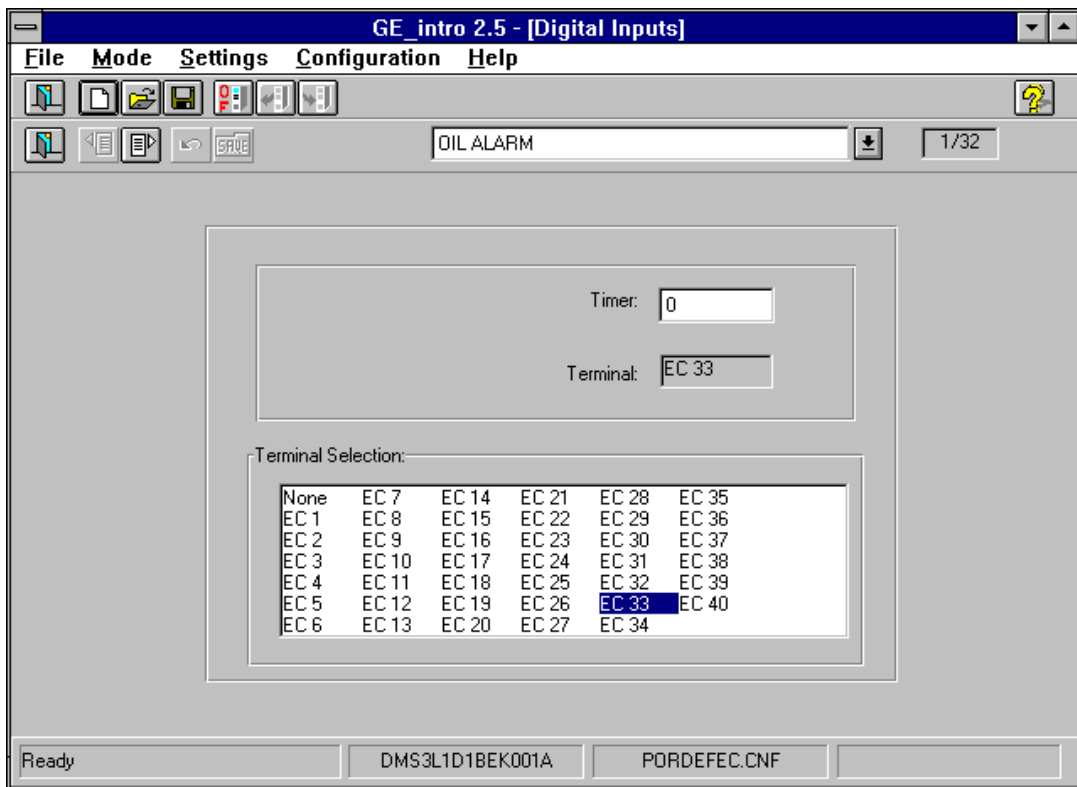 GE_intro 2.5 - [Digital Inputs]
File Mode Settings Configuration Help
OIL ALARM 1/32
SAVE
Timer: 0
Terminal: EC 33
Terminal Selection:
None EC 7 EC 14 EC 21 EC 28 EC 35
EC 1 EC 8 EC 15 EC 22 EC 29 EC 36
EC 2 EC 9 EC 16 EC 23 EC 30 EC 37
EC 3 EC 10 EC 17 EC 24 EC 31 EC 38
EC 4 EC 11 EC 18 EC 25 EC 32 EC 39
EC 5 EC 12 EC 19 EC 26 EC 33 EC 40
EC 6 EC 13 EC 20 EC 27 EC 34
Ready DMS3L1D1BEK001A PORDEFEC.CNF